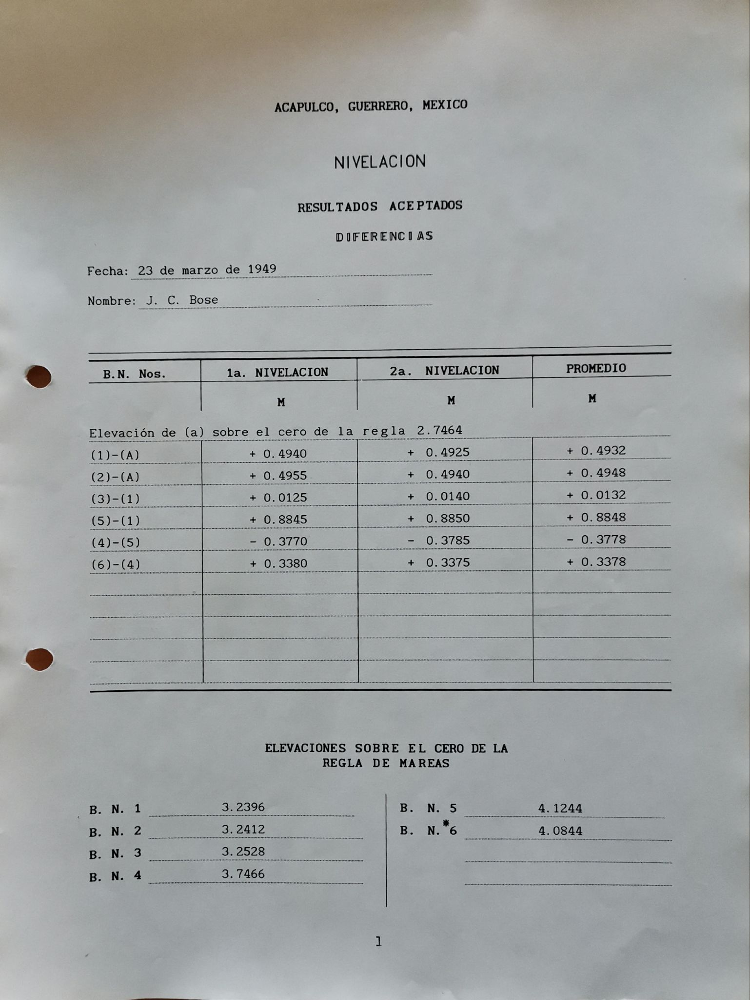 ACAPULCO, GUERRERO, MEXICO
NIVELACION
RESULTADOS ACEPTADOS
DIFERENCIAS
Fecha: 23 de marzo de 1949
Nombre: J. C. Bose
B.N. Nos. 1a. NIVELACION 2a. NIVELACION PROMEDIO
M M M
Elevación de (a) sobre el cero de la regla 2.7464
(1)-(A) + 0.4940 + 0.4925 + 0.4932
(2)-(A) + 0.4955 + 0.4940 + 0.4948
(3)-(1) + 0.0125 + 0.0140 + 0.0132
(5)-(1) + 0.8845 + 0.8850 + 0.8848
(4)-(5) - 0.3770 - 0.3785 - 0.3778
(6)-(4) + 0.3380 + 0.3375 + 0.3378
ELEVACIONES SOBRE EL CERO DE LA
REGLA DE MAREAS
B. N. 1 3.2396
B. N. 2 3.2412
B. N. 3 3.2528
B. N. 4 3.7466
B. N. 5 4.1244
B. N.*6 4.0844
1